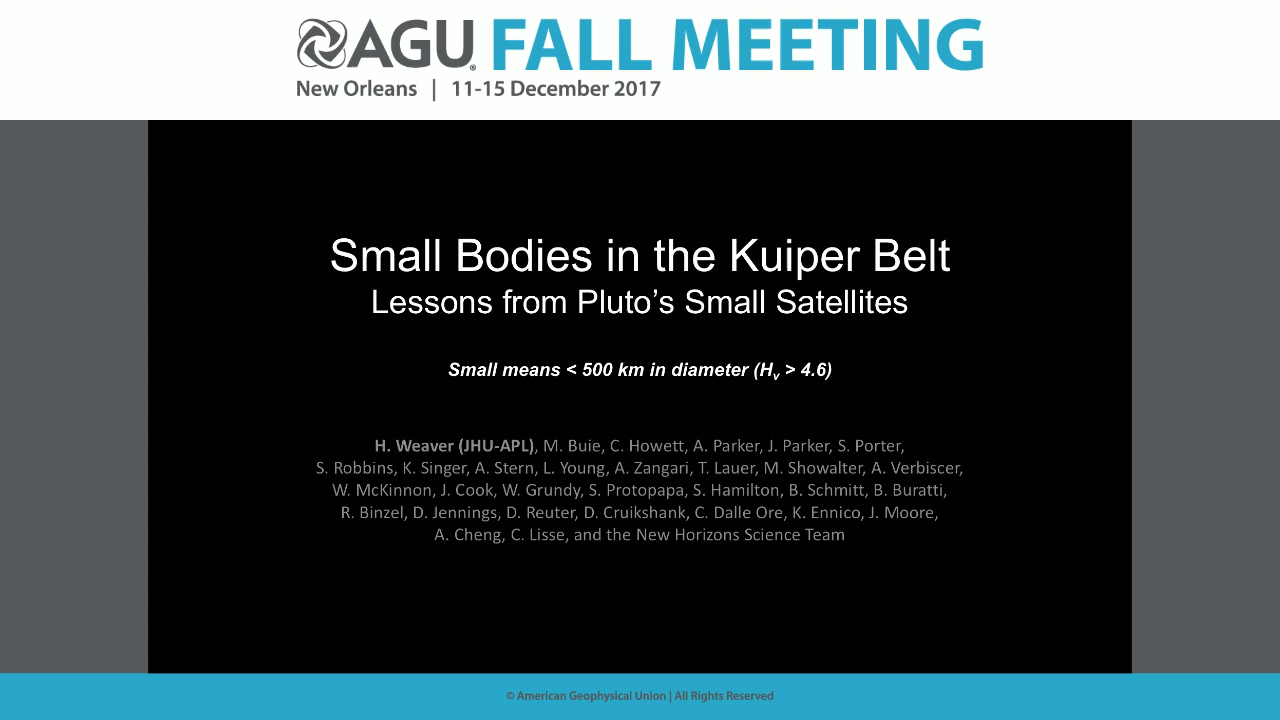 AGU FALL MEETING
New Orleans | 11-15 December 2017
Small Bodies in the Kuiper Belt
Lessons from Pluto’s Small Satellites
Small means < 500 km in diameter (Hv > 4.6)
H. Weaver (JHU-APL), M. Buie, C. Howett, A. Parker, J. Parker, S. Porter,
S. Robbins, K. Singer, A. Stern, L. Young, A. Zangari, T. Lauer, M. Showalter, A. Verbiscer,
W. McKinnon, J. Cook, W. Grundy, S. Protopapa, S. Hamilton, B. Schmitt, B. Buratti,
R. Binzel, D. Jennings, D. Reuter, D. Cruikshank, C. Dalle Ore, K. Ennico, J. Moore,
A. Cheng, C. Lisse, and the New Horizons Science Team
© American Geophysical Union | All Rights Reserved